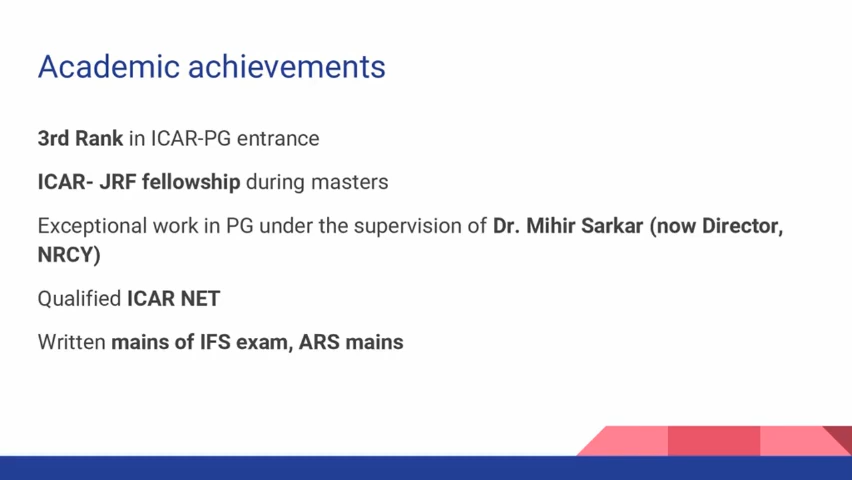 Academic achievements
3rd Rank in ICAR-PG entrance
ICAR- JRF fellowship during masters
Exceptional work in PG under the supervision of Dr. Mihir Sarkar (now Director,
NRCY)
Qualified ICAR NET
Written mains of IFS exam, ARS mains